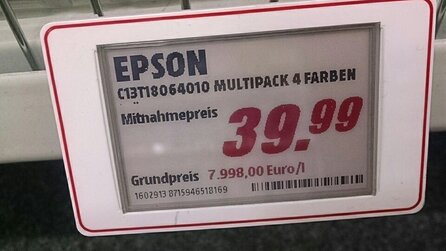 EPSON
C13T18064010 MULTIPACK 4 FARBEN
Mitnahmepreis 39.99
Grundpreis 7.998,00 Euro/l
1602913 8715946518169